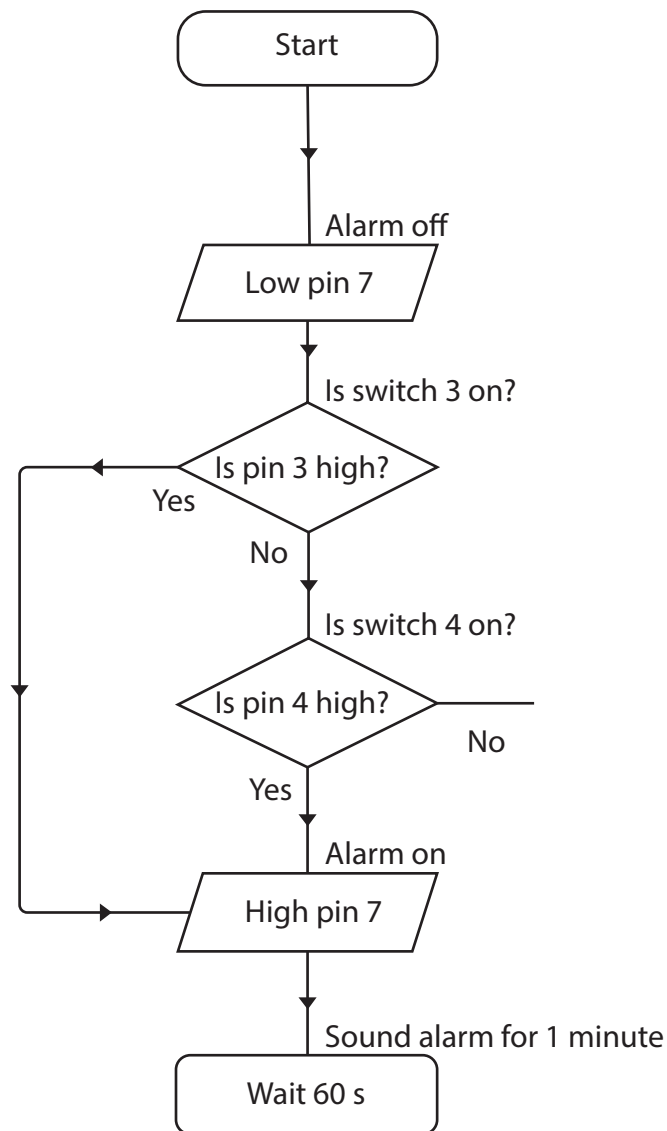 Start
Alarm off
Low pin 7
Is switch 3 on?
Is pin 3 high?
Yes
No
Is switch 4 on?
Is pin 4 high?
No
Yes
Alarm on
High pin 7
Sound alarm for 1 minute
Wait 60 s